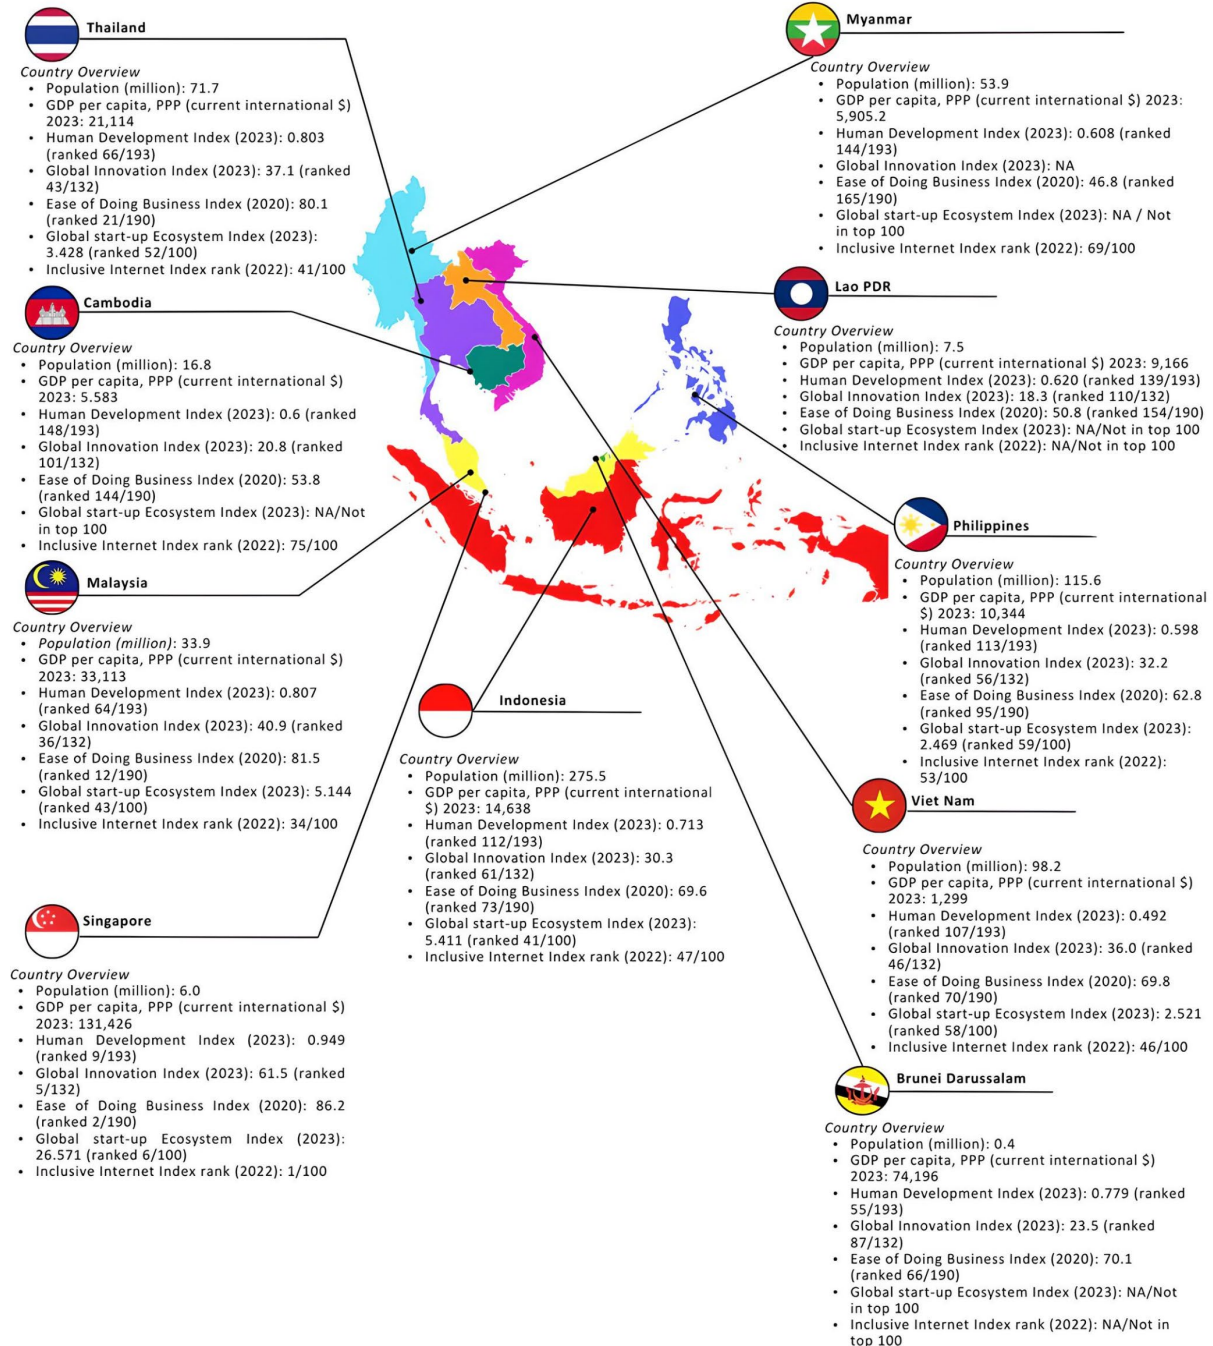 Thailand
Country Overview
• Population (million): 71.7
• GDP per capita, PPP (current international $)
2023: 21,114
• Human Development Index (2023): 0.803
(ranked 66/193)
• Global Innovation Index (2023): 37.1 (ranked
43/132)
• Ease of Doing Business Index (2020): 80.1
(ranked 21/190)
• Global start-up Ecosystem Index (2023):
3.428 (ranked 52/100)
• Inclusive Internet Index rank (2022): 41/100
Cambodia
Country Overview
• Population (million): 16.8
• GDP per capita, PPP (current international $)
2023: 5.583
• Human Development Index (2023): 0.6 (ranked
148/193)
• Global Innovation Index (2023): 20.8 (ranked
101/132)
• Ease of Doing Business Index (2020): 53.8
(ranked 144/190)
• Global start-up Ecosystem Index (2023): NA/Not
in top 100
• Inclusive Internet Index rank (2022): 75/100
Malaysia
Country Overview
• Population (million): 33.9
• GDP per capita, PPP (current international $)
2023: 33,113
• Human Development Index (2023): 0.807
(ranked 64/193)
• Global Innovation Index (2023): 40.9 (ranked
36/132)
• Ease of Doing Business Index (2020): 81.5
(ranked 12/190)
• Global start-up Ecosystem Index (2023): 5.144
(ranked 43/100)
• Inclusive Internet Index rank (2022): 34/100
Singapore
Country Overview
• Population (million): 6.0
• GDP per capita, PPP (current international $)
2023: 131,426
• Human Development Index (2023): 0.949
(ranked 9/193)
• Global Innovation Index (2023): 61.5 (ranked
5/132)
• Ease of Doing Business Index (2020): 86.2
(ranked 2/190)
• Global start-up Ecosystem Index (2023):
26.571 (ranked 6/100)
• Inclusive Internet Index rank (2022): 1/100
Indonesia
Country Overview
• Population (million): 275.5
• GDP per capita, PPP (current international
$) 2023: 14,638
• Human Development Index (2023): 0.713
(ranked 112/193)
• Global Innovation Index (2023): 30.3
(ranked 61/132)
• Ease of Doing Business Index (2020): 69.6
(ranked 73/190)
• Global start-up Ecosystem Index (2023):
5.411 (ranked 41/100)
• Inclusive Internet Index rank (2022): 47/100
Myanmar
Country Overview
• Population (million): 53.9
• GDP per capita, PPP (current international $) 2023:
5,905.2
• Human Development Index (2023): 0.608 (ranked
144/193)
• Global Innovation Index (2023): NA
• Ease of Doing Business Index (2020): 46.8 (ranked
165/190)
• Global start-up Ecosystem Index (2023): NA / Not
in top 100
• Inclusive Internet Index rank (2022): 69/100
Lao PDR
Country Overview
• Population (million): 7.5
• GDP per capita, PPP (current international $) 2023: 9,166
• Human Development Index (2023): 0.620 (ranked 139/193)
• Global Innovation Index (2023): 18.3 (ranked 110/132)
• Ease of Doing Business Index (2020): 50.8 (ranked 154/190)
• Global start-up Ecosystem Index (2023): NA/Not in top 100
• Inclusive Internet Index rank (2022): NA/Not in top 100
Philippines
Country Overview
• Population (million): 115.6
• GDP per capita, PPP (current international
$) 2023: 10,344
• Human Development Index (2023): 0.598
(ranked 113/193)
• Global Innovation Index (2023): 32.2
(ranked 56/132)
• Ease of Doing Business Index (2020): 62.8
(ranked 95/190)
• Global start-up Ecosystem Index (2023):
2.469 (ranked 59/100)
• Inclusive Internet Index rank (2022):
53/100
Viet Nam
Country Overview
• Population (million): 98.2
• GDP per capita, PPP (current international $)
2023: 1,299
• Human Development Index (2023): 0.492
(ranked 107/193)
• Global Innovation Index (2023): 36.0 (ranked
46/132)
• Ease of Doing Business Index (2020): 69.8
(ranked 70/190)
• Global start-up Ecosystem Index (2023): 2.521
(ranked 58/100)
• Inclusive Internet Index rank (2022): 46/100
Brunei Darussalam
Country Overview
• Population (million): 0.4
• GDP per capita, PPP (current international $)
2023: 74,196
• Human Development Index (2023): 0.779 (ranked
55/193)
• Global Innovation Index (2023): 23.5 (ranked
87/132)
• Ease of Doing Business Index (2020): 70.1
(ranked 66/190)
• Global start-up Ecosystem Index (2023): NA/Not
in top 100
• Inclusive Internet Index rank (2022): NA/Not in
top 100